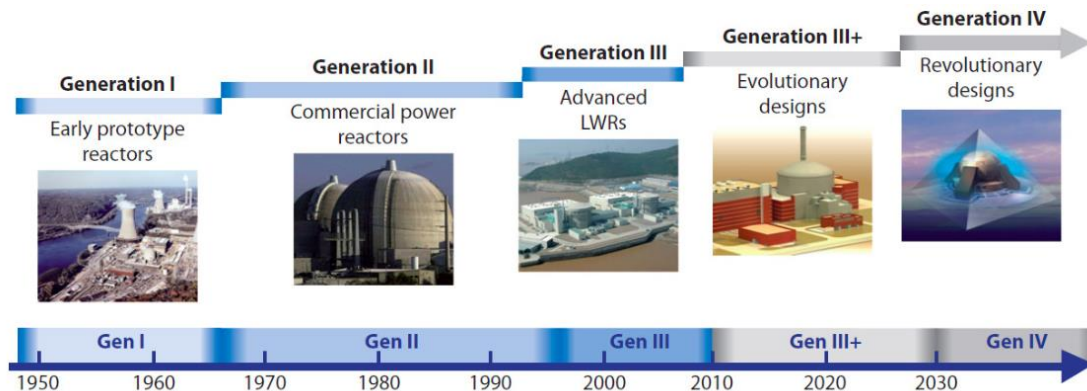 Generation I
Early prototype
reactors
Generation II
Commercial power
reactors
Generation III
Advanced
LWRs
Generation III+
Evolutionary
designs
Generation IV
Revolutionary
designs
Gen I
Gen II
Gen III
Gen III+
Gen IV
1950
1960
1970
1980
1990
2000
2010
2020
2030